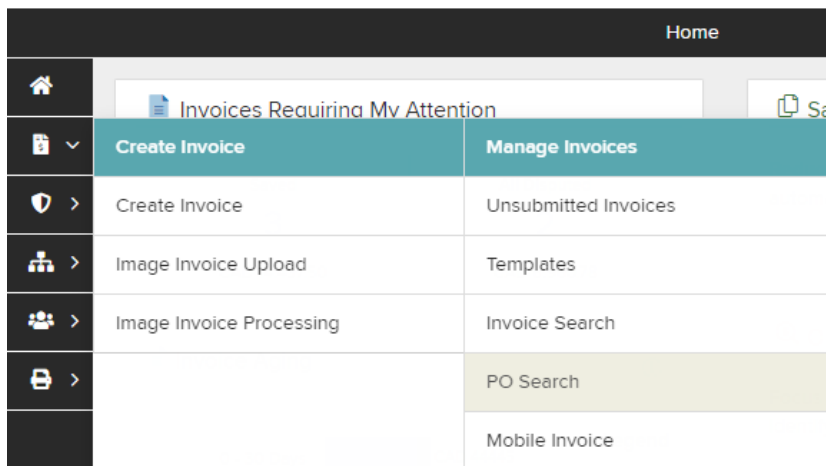 Home
Invoices Requiring My Attention
Create Invoice
Manage Invoices
Create Invoice
Unsubmitted Invoices
Image Invoice Upload
Templates
Image Invoice Processing
Invoice Search
PO Search
Mobile Invoice